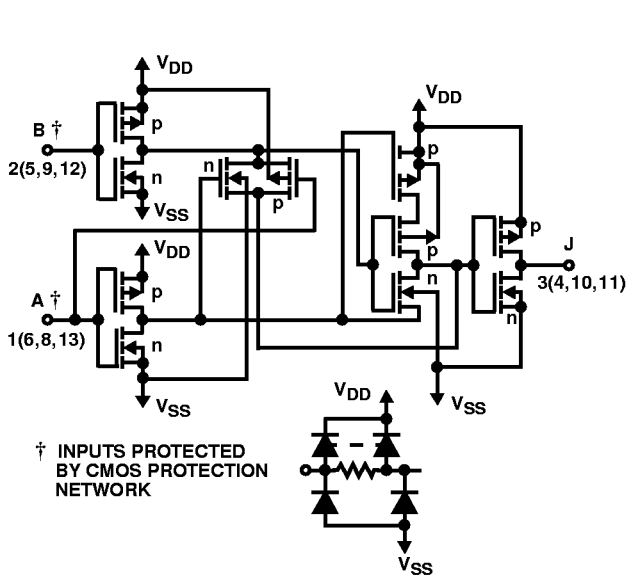 VDD
p
B †
2(5,9,12)
n
VSS
n
p
VDD
p
A †
1(6,8,13)
n
VSS
VDD
p
p
n
p
J
3(4,10,11)
n
VSS
† INPUTS PROTECTED
BY CMOS PROTECTION
NETWORK
VDD
VSS